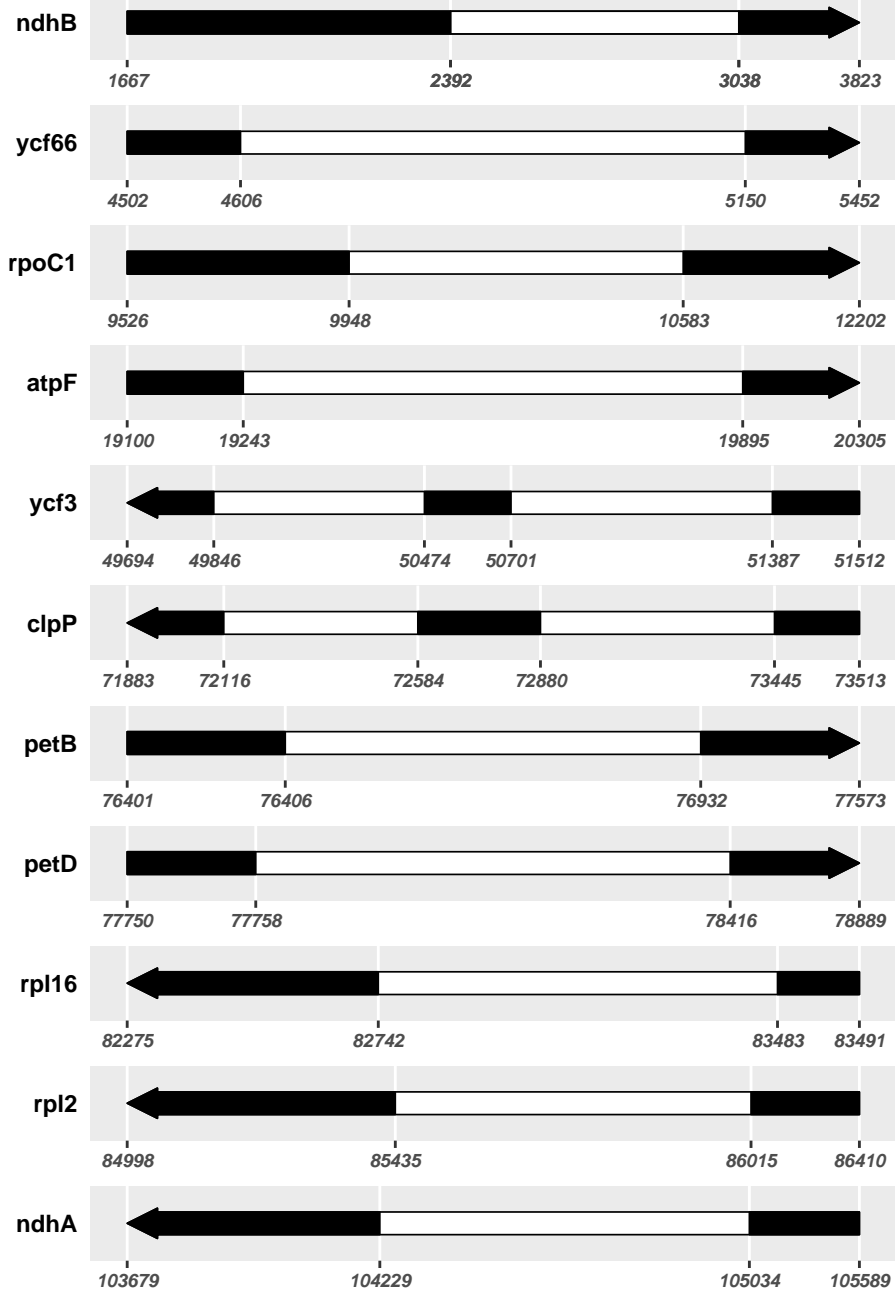 ndhB
1667 2392 3038 3823
ycf66
4502 4606 5150 5452
rpoC1
9526 9948 10583 12202
atpF
19100 19243 19895 20305
ycf3
49694 49846 50474 50701 51387 51512
clpP
71883 72116 72584 72880 73445 73513
petB
76401 76406 76932 77573
petD
77750 77758 78416 78889
rpl16
82275 82742 83483 83491
rpl2
84998 85435 86015 86410
ndhA
103679 104229 105034 105589